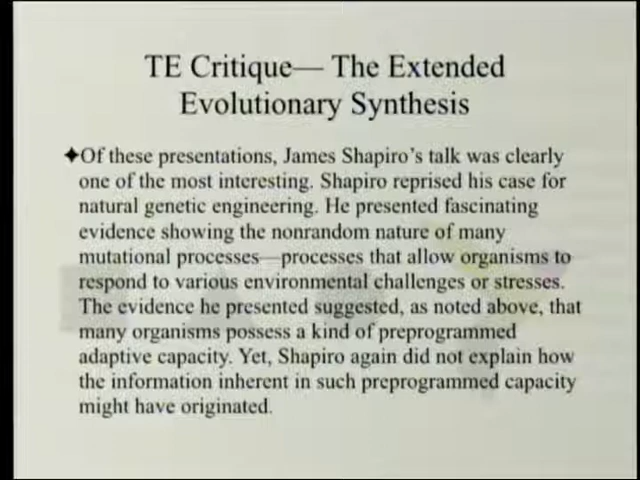 TE Critique— The Extended
Evolutionary Synthesis
✦Of these presentations, James Shapiro's talk was clearly
one of the most interesting. Shapiro reprised his case for
natural genetic engineering. He presented fascinating
evidence showing the nonrandom nature of many
mutational processes—processes that allow organisms to
respond to various environmental challenges or stresses.
The evidence he presented suggested, as noted above, that
many organisms possess a kind of preprogrammed
adaptive capacity. Yet, Shapiro again did not explain how
the information inherent in such preprogrammed capacity
might have originated.